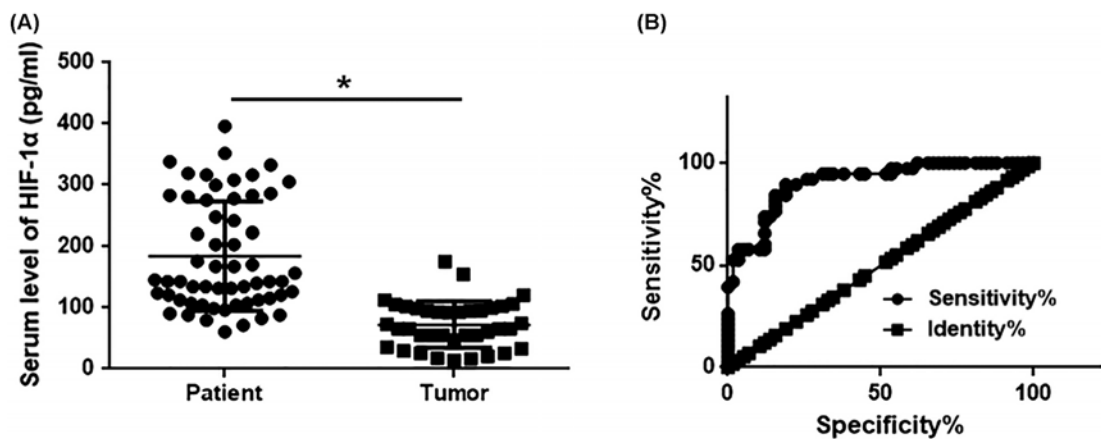 (A)
Serum level of HIF-1α (pg/ml)
500
400
300
200
100
0
*
Patient
Tumor
(B)
Sensitivity%
100
50
0
Sensitivity%
Identity%
0
50
100
Specificity%